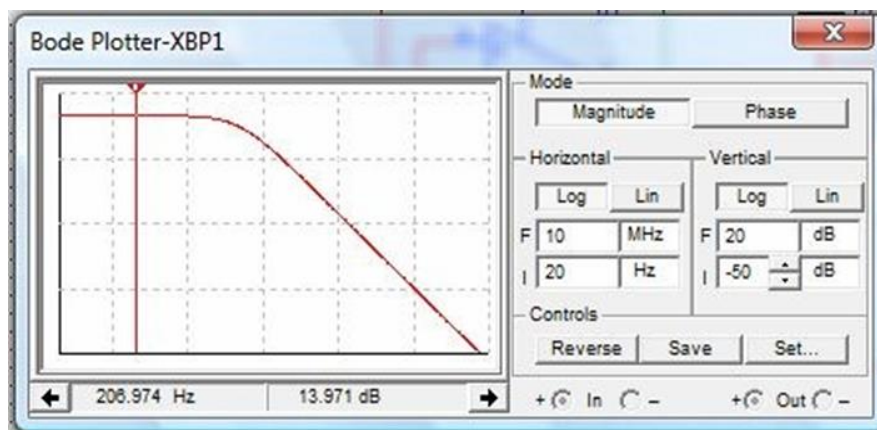 Bode Plotter-XBP1
Mode
Magnitude Phase
Horizontal Vertical
Log Lin Log Lin
F 10 MHz F 20 dB
I 20 Hz I -50 dB
Controls
Reverse Save Set...
206.974 Hz 13.971 dB + In - + Out -